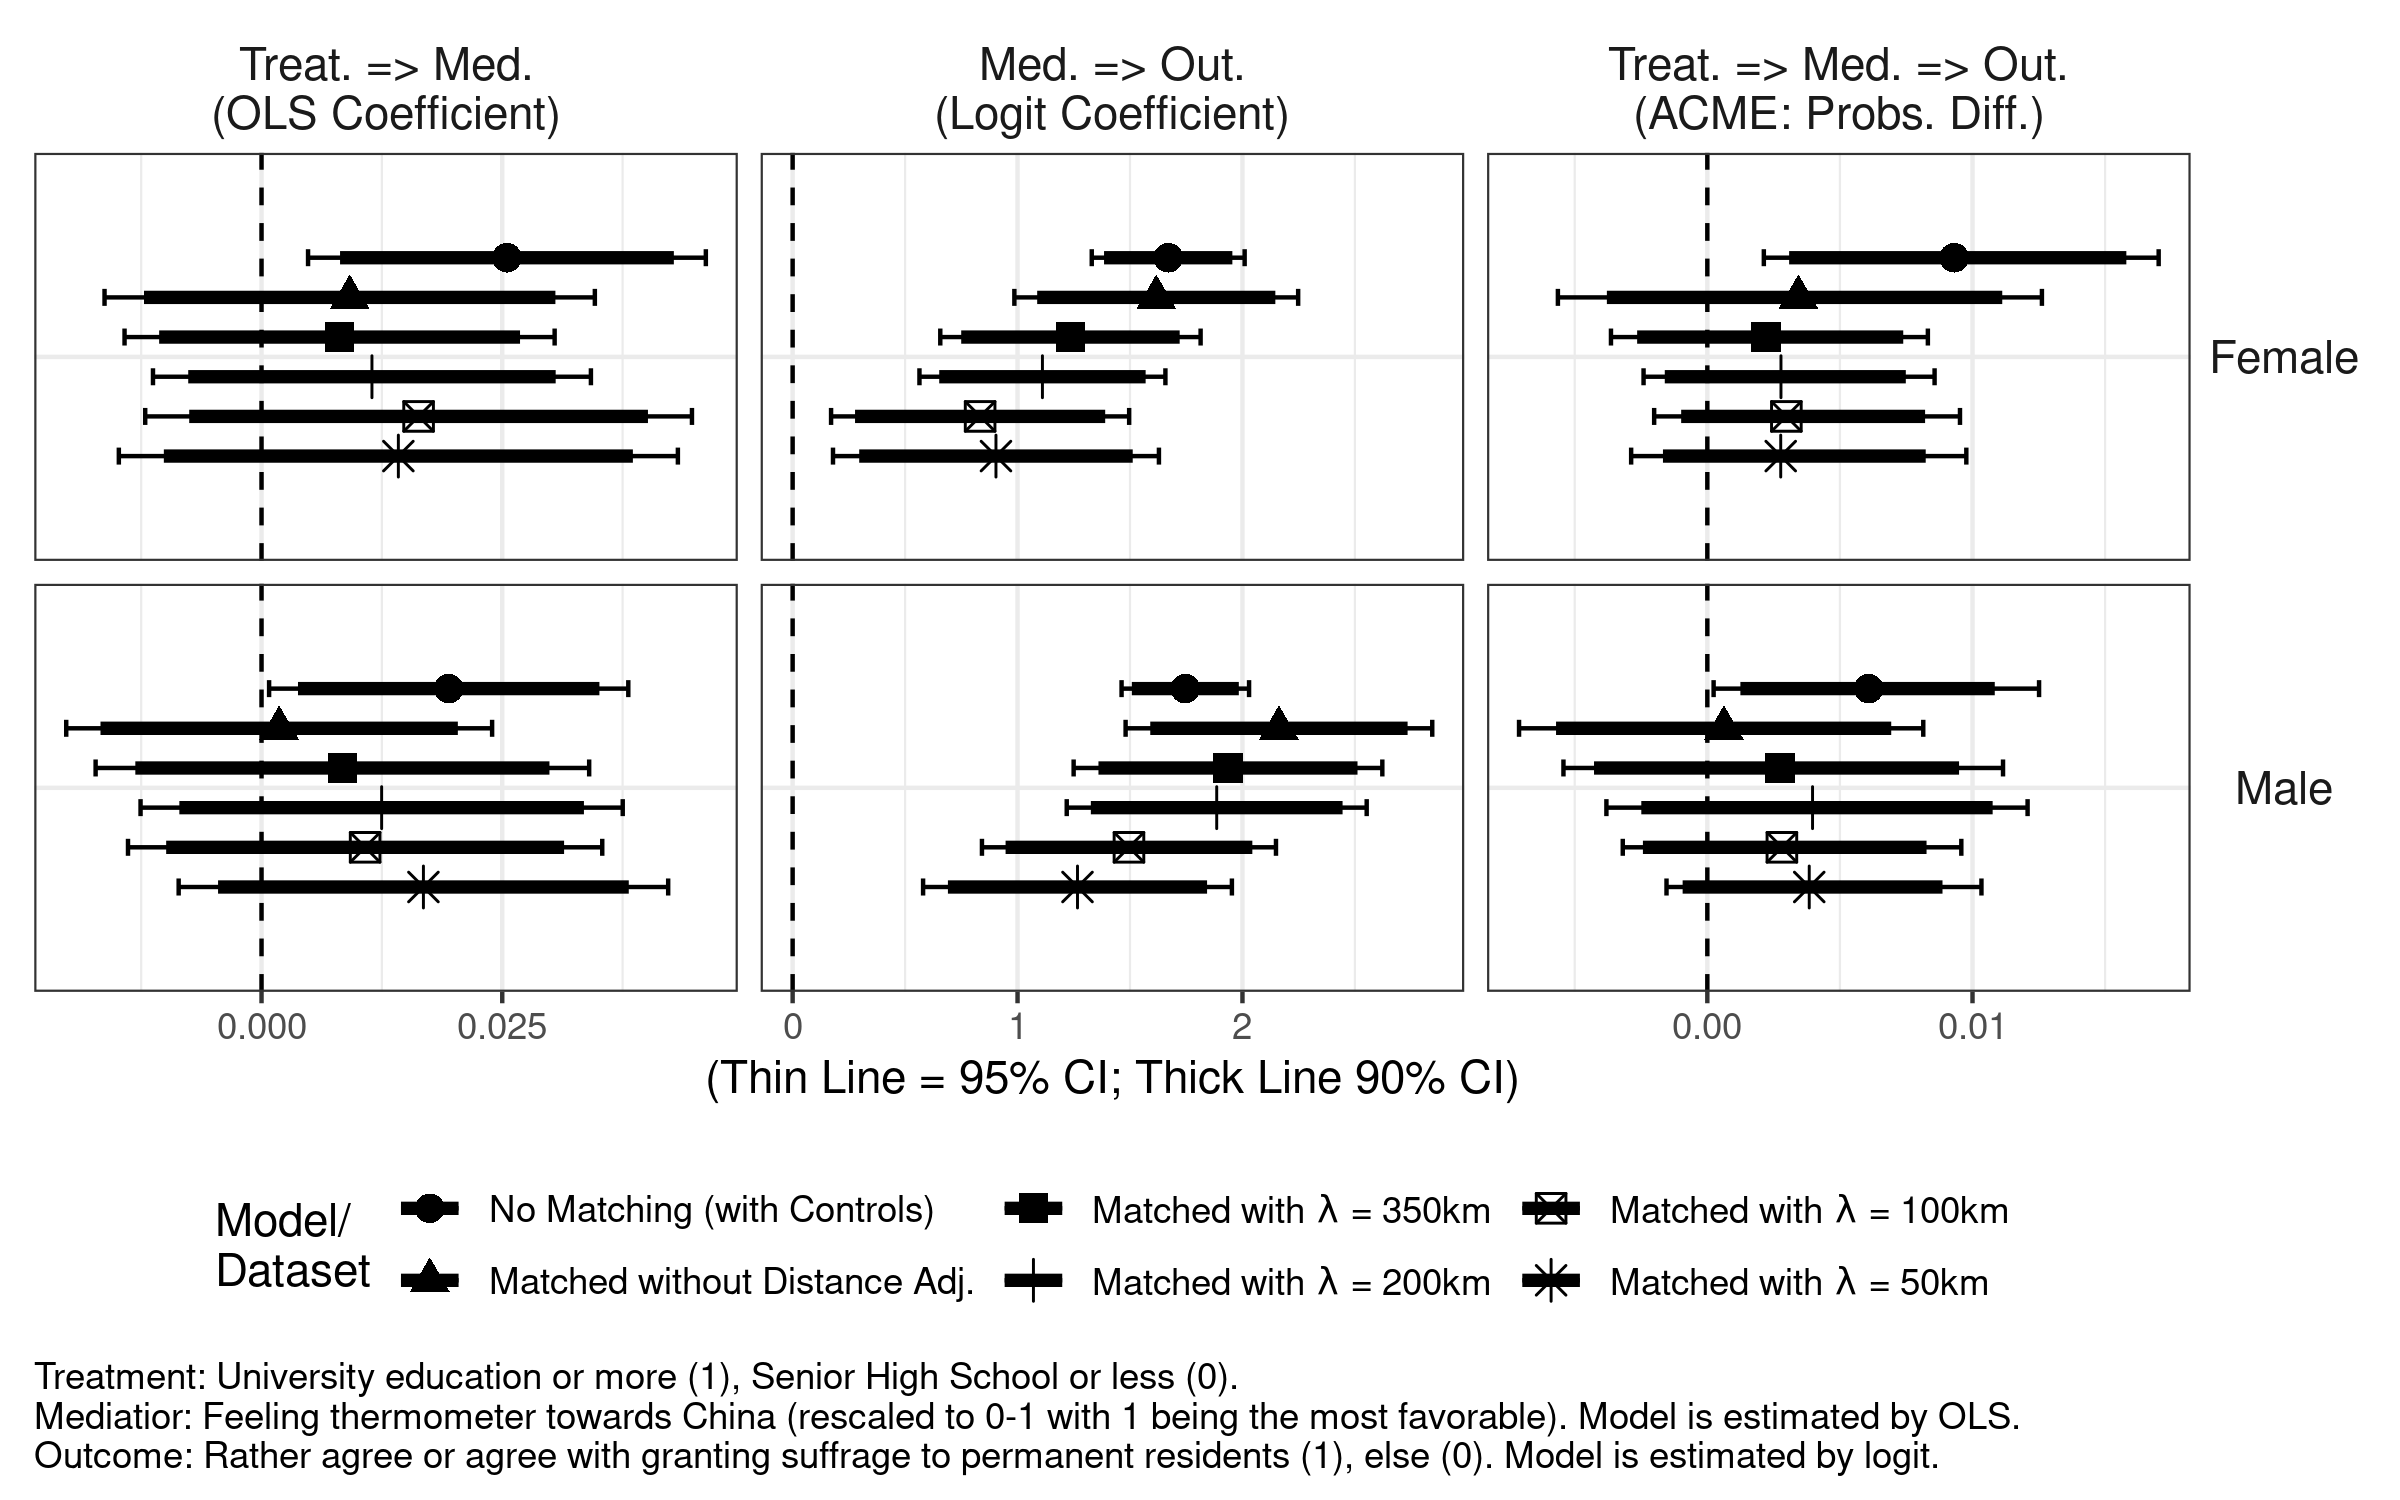 Treat. => Med.
(OLS Coefficient)
Med. => Out.
(Logit Coefficient)
Treat. => Med. => Out.
(ACME: Probs. Diff.)
Female
Male
0.000 0.025
0 1 2
0.00 0.01
(Thin Line = 95% CI; Thick Line 90% CI)
Model/
Dataset
No Matching (with Controls)
Matched without Distance Adj.
Matched with λ = 350km
Matched with λ = 200km
Matched with λ = 100km
Matched with λ = 50km
Treatment: University education or more (1), Senior High School or less (0).
Mediatior: Feeling thermometer towards China (rescaled to 0-1 with 1 being the most favorable). Model is estimated by OLS.
Outcome: Rather agree or agree with granting suffrage to permanent residents (1), else (0). Model is estimated by logit.